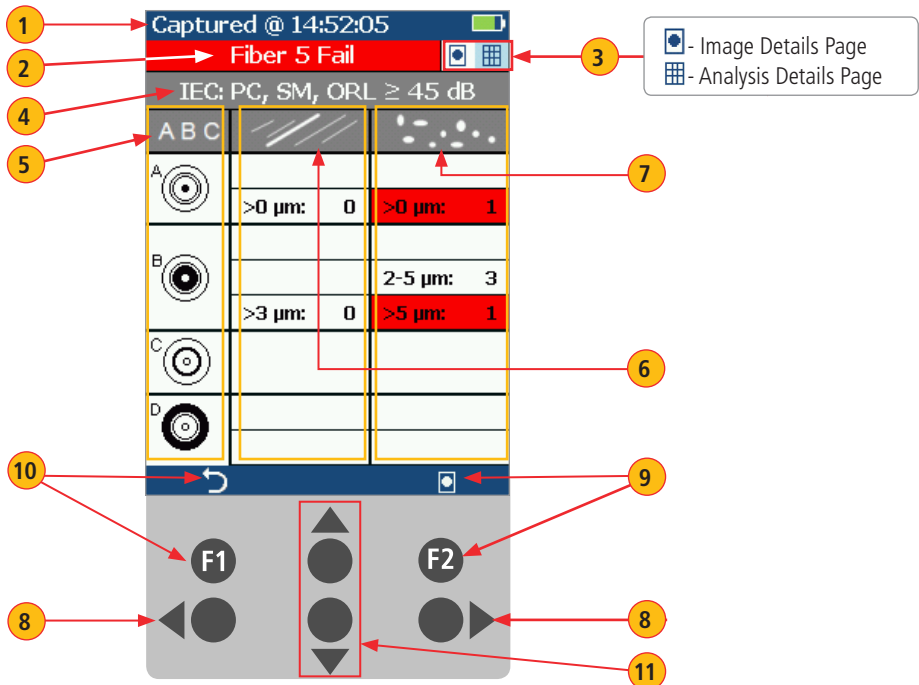 1
Captured @ 14:52:05
2
Fiber 5 Fail
3
- Image Details Page
- Analysis Details Page
4
IEC: PC, SM, ORL ≥ 45 dB
5
A B C
7
A
>0 µm: 0
>0 µm: 1
B
2-5 µm: 3
>3 µm: 0
>5 µm: 1
C
6
D
10
9
F1
F2
8
8
11